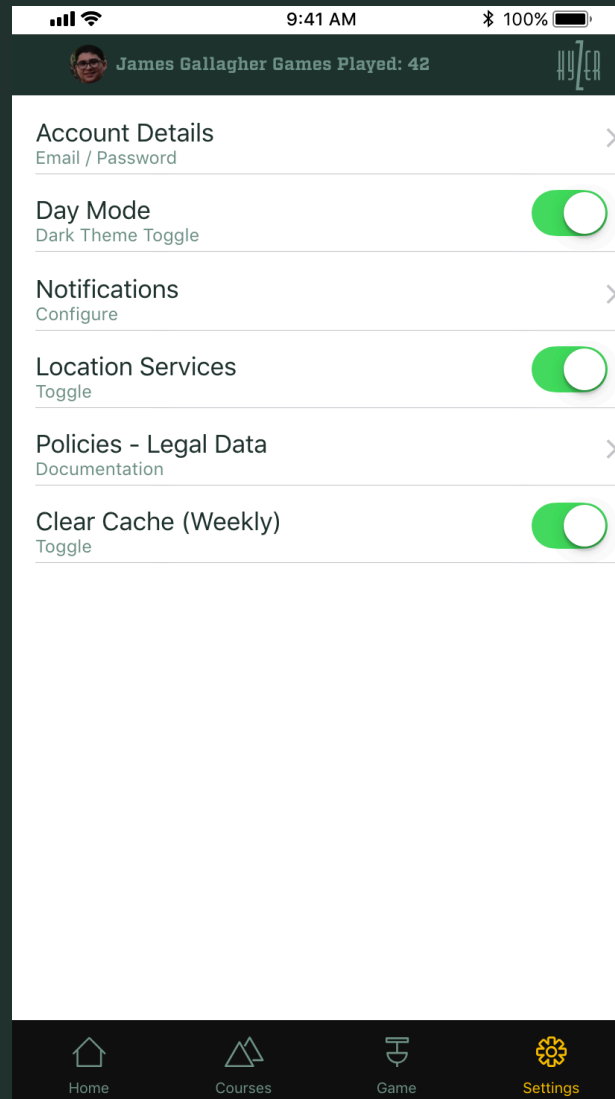 9:41 AM 100%
James Gallagher Games Played: 42 HYZER
Account Details
Email / Password
Day Mode
Dark Theme Toggle
Notifications
Configure
Location Services
Toggle
Policies - Legal Data
Documentation
Clear Cache (Weekly)
Toggle
Home Courses Game Settings